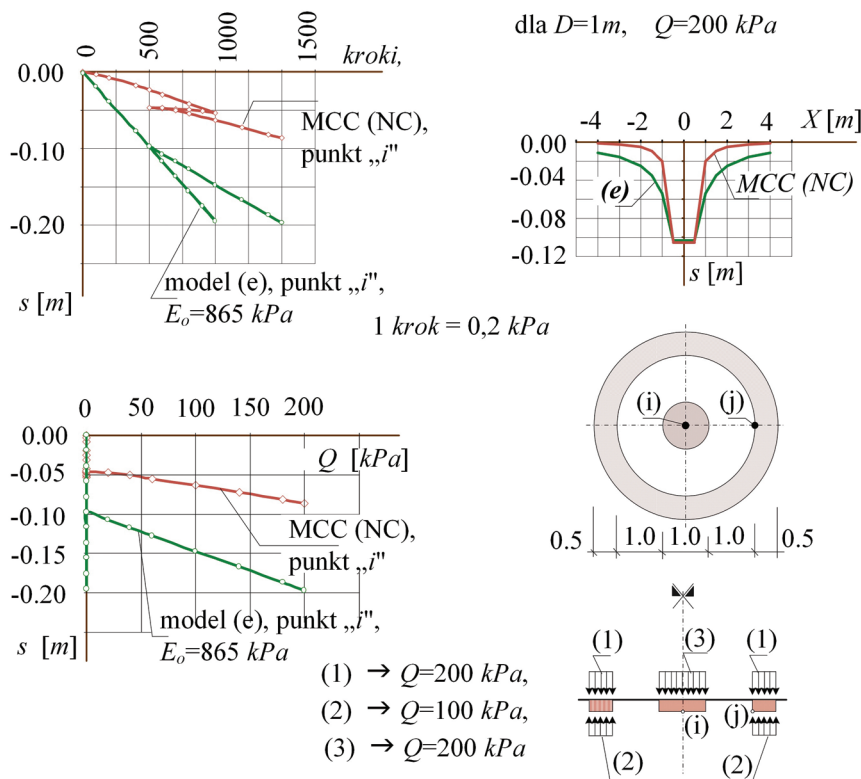 0
500
1000
1500
kroki,
0.00
-0.10
-0.20
s [m]
MCC (NC),
punkt „i”
model (e), punkt „i",
Eo=865 kPa
dla D=1m, Q=200 kPa
-4 -2 0 2 4 X [m]
0.00
-0.04
-0.08
-0.12
(e)
MCC (NC)
s [m]
1 krok = 0,2 kPa
0 50 100 150 200
0.00
-0.05
-0.10
-0.15
-0.20
s [m]
Q [kPa]
MCC (NC),
punkt „i”
model (e), punkt „i",
Eo=865 kPa
(i) (j)
0.5 1.0 1.0 1.0 0.5
(1) → Q=200 kPa,
(2) → Q=100 kPa,
(3) → Q=200 kPa
(1) (3) (1)
(i) (j)
(2) (2)